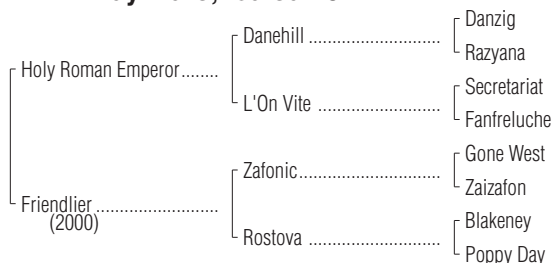 Danzig
Danehill
Razyana
Holy Roman Emperor
Secretariat
L'On Vite
Fanfreluche
Gone West
Zafonic
Zaizafon
Friendlier
(2000)
Blakeney
Rostova
Poppy Day